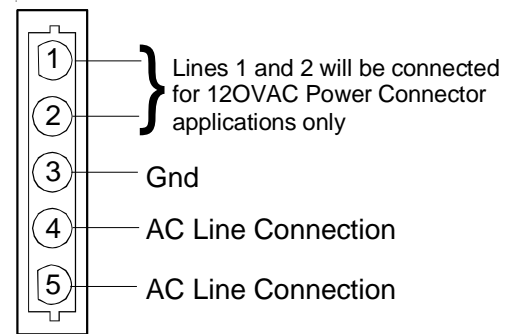 1
Lines 1 and 2 will be connected
for 12OVAC Power Connector
2
applications only
3
Gnd
4
AC Line Connection
5
AC Line Connection